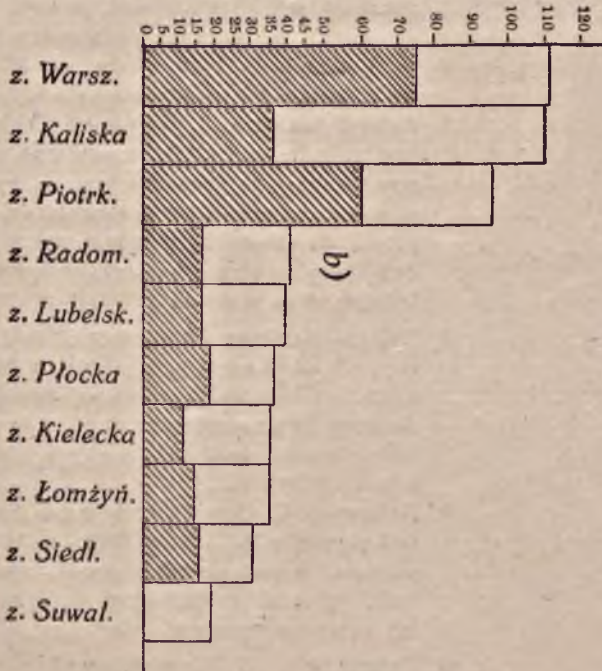 0 5 10 15 20 25 30 35 40 45 50 60 70 80 90 100 110 120
z. Warsz.
z. Kaliska
z. Piotrk.
z. Radom.
b)
z. Lubelsk.
z. Płocka
z. Kielecka
z. Łomżyń.
z. Siedl.
z. Suwal.